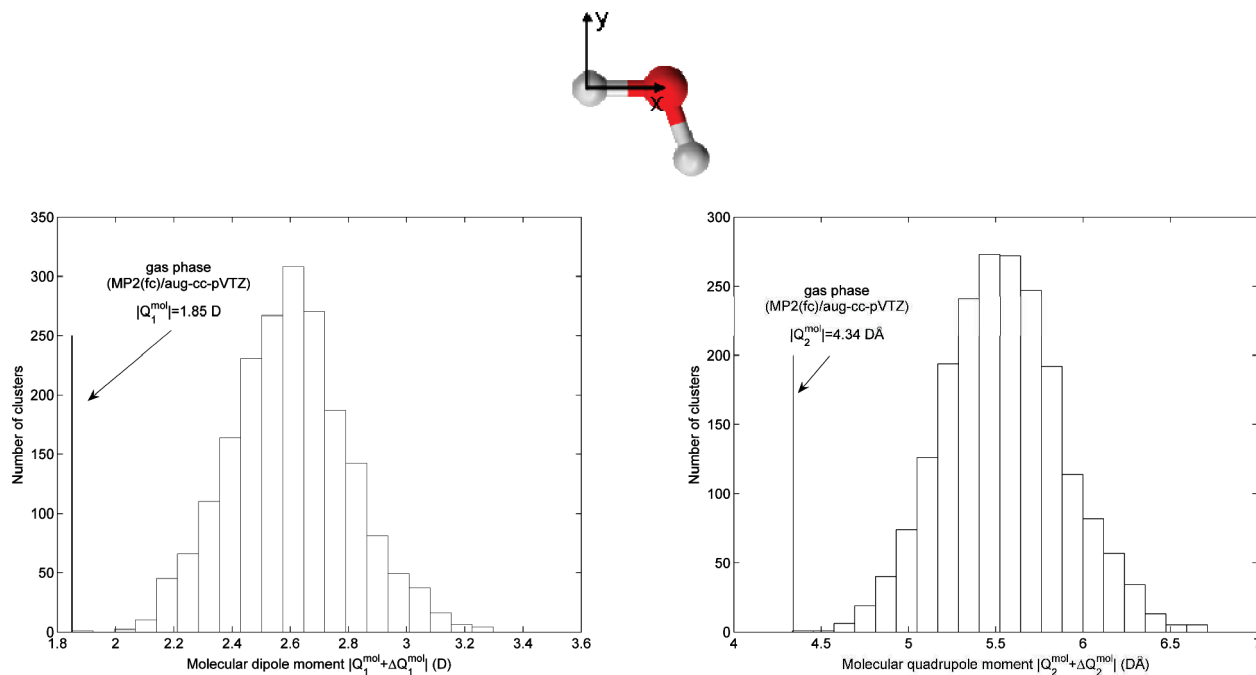 y
x
350
300
250
200
150
100
50
0
gas phase
(MP2(fc)/aug-cc-pVTZ)
|Q₁ᵐᵒˡ|=1.85 D
Number of clusters
1.8 2 2.2 2.4 2.6 2.8 3 3.2 3.4 3.6
Molecular dipole moment |Q₁ᵐᵒˡ+ΔQ₁ᵐᵒˡ| (D)
300
250
200
150
100
50
0
gas phase
(MP2(fc)/aug-cc-pVTZ)
|Q₂ᵐᵒˡ|=4.34 DÅ
Number of clusters
4 4.5 5 5.5 6 6.5 7
Molecular quadrupole moment |Q₂ᵐᵒˡ+ΔQ₂ᵐᵒˡ| (DÅ)